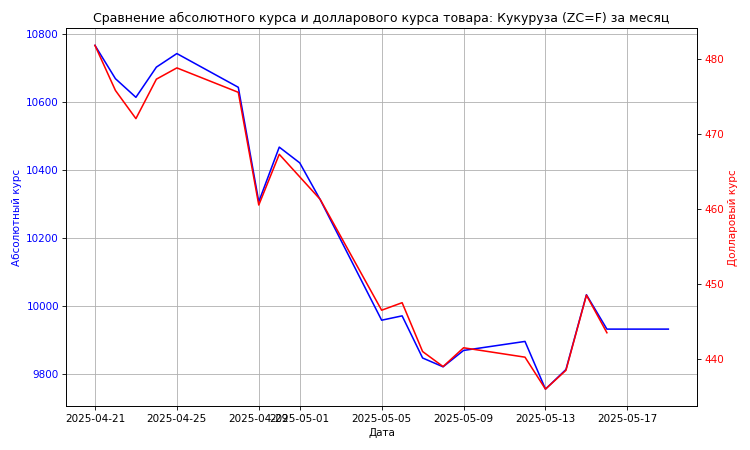 Сравнение абсолютного курса и долларового курса товара: Кукуруза (ZC=F) за месяц
10800
10600
10400
10200
10000
9800
Абсолютный курс
480
470
460
450
440
Долларовый курс
2025-04-21 2025-04-25 2025-04-29 2025-05-01 2025-05-05 2025-05-09 2025-05-13 2025-05-17
Дата